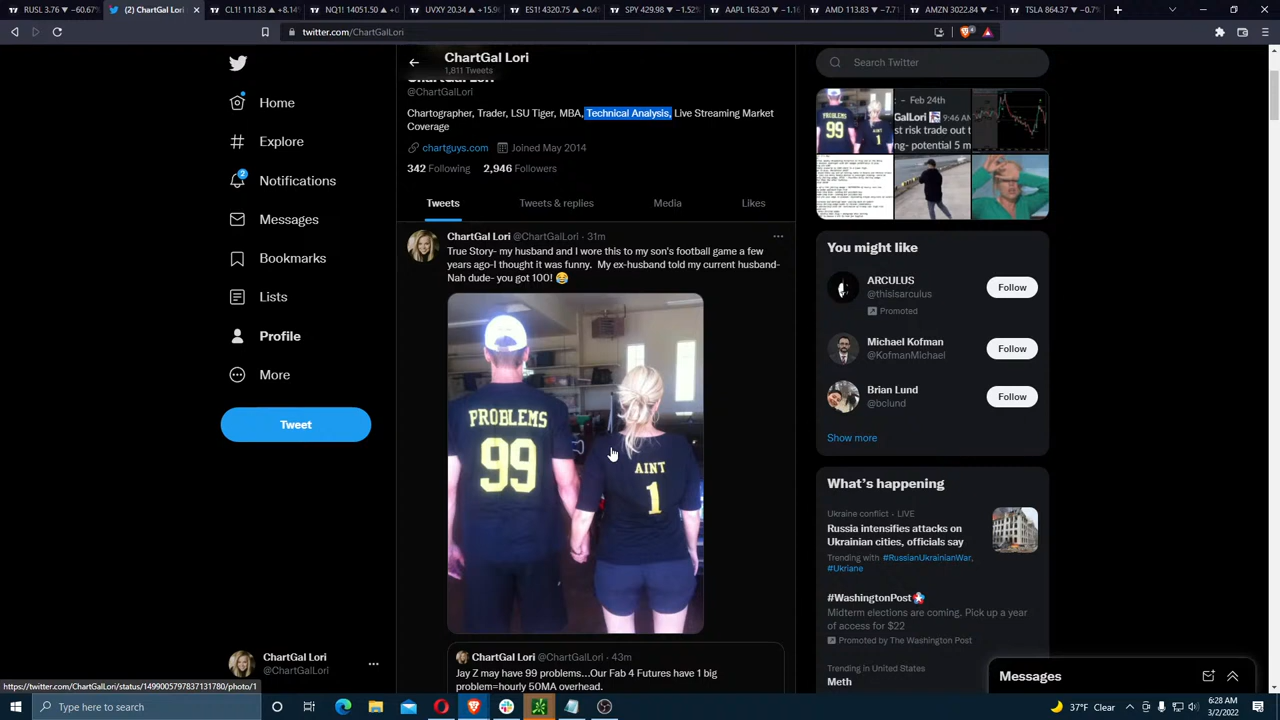 RUSL 3.76 ▾ -60.67%
(2) ChartGal Lori
CL1! 111.83 ▴ +8.14%
NQ1! 14051.50 ▴ +0
UVXY 20.34 ▴ +15.9
ES1! 4320.75 ▴ +0.4
SPY 429.98 ▾ -1.52%
AAPL 163.20 ▾ -1.1
AMD 113.83 ▾ -7.7
AMZN 3022.84 ▾ -1
TSLA 864.37 ▾ -0.7%
twitter.com/ChartGalLori
ChartGal Lori
1,811 Tweets
Search Twitter
ChartGal Lori
@ChartGalLori
Chartographer, Trader, LSU Tiger, MBA, Technical Analysis, Live Streaming Market
Coverage
chartguys.com Joined May 2014
342 Following 2,946 Followers
Home
Explore
Notifications
Messages
Bookmarks
Lists
Profile
More
Tweet
ChartGal Lori
@ChartGalLori
Tweets
Tweets & replies
Media
Likes
ChartGal Lori @ChartGalLori · 31m
True Story- my husband and I wore this to my son's football game a few
years ago-I thought it was funny. My ex-husband told my current husband-
Nah dude- you got 100! 😂
PROBLEMS
99
AINT
1
ChartGal Lori @ChartGalLori · 43m
Jay Z may have 99 problems...Our Fab 4 Futures have 1 big
problem=hourly 50MA overhead.
- Feb 24th
GalLori 9:46 AM
st risk trade out t
ng- potential 5 m
You might like
ARCULUS
@thisisarculus
Promoted
Follow
Michael Kofman
@KofmanMichael
Follow
Brian Lund
@bclund
Follow
Show more
What's happening
Ukraine conflict · LIVE
Russia intensifies attacks on
Ukrainian cities, officials say
Trending with #RussianUkrainianWar,
#Ukriane
#WashingtonPost
Midterm elections are coming. Pick up a year
of access for $22
Promoted by The Washington Post
Trending in United States
Meth
Messages
https://twitter.com/ChartGalLori/status/1499005797837131780/photo/1
Type here to search
37°F Clear
6:28 AM
3/2/2022